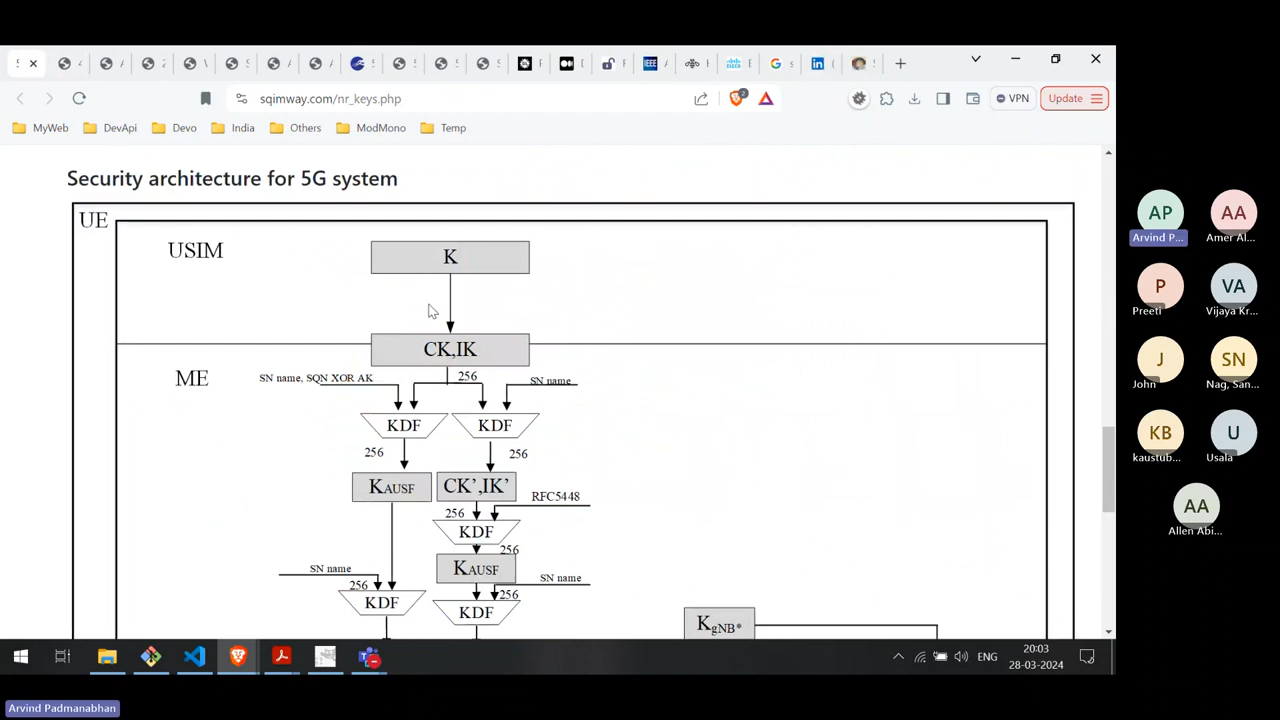 sqimway.com/nr_keys.php
2
VPN
Update
MyWeb
DevApi
Devo
India
Others
ModMono
Temp
Security architecture for 5G system
UE
USIM
K
CK,IK
ME
SN name, SQN XOR AK
256
SN name
KDF
KDF
256
256
KAUSF
CK’,IK’
RFC5448
256
KDF
256
KAUSF
SN name
SN name
256
256
KDF
KDF
KgNB*
AP
Arvind P...
AA
Amer Al...
P
Preeti
VA
Vijaya Kr...
J
John
SN
Nag, San...
KB
kaustub...
U
Usala
AA
Allen Abi...
ENG
20:03
28-03-2024
Arvind Padmanabhan